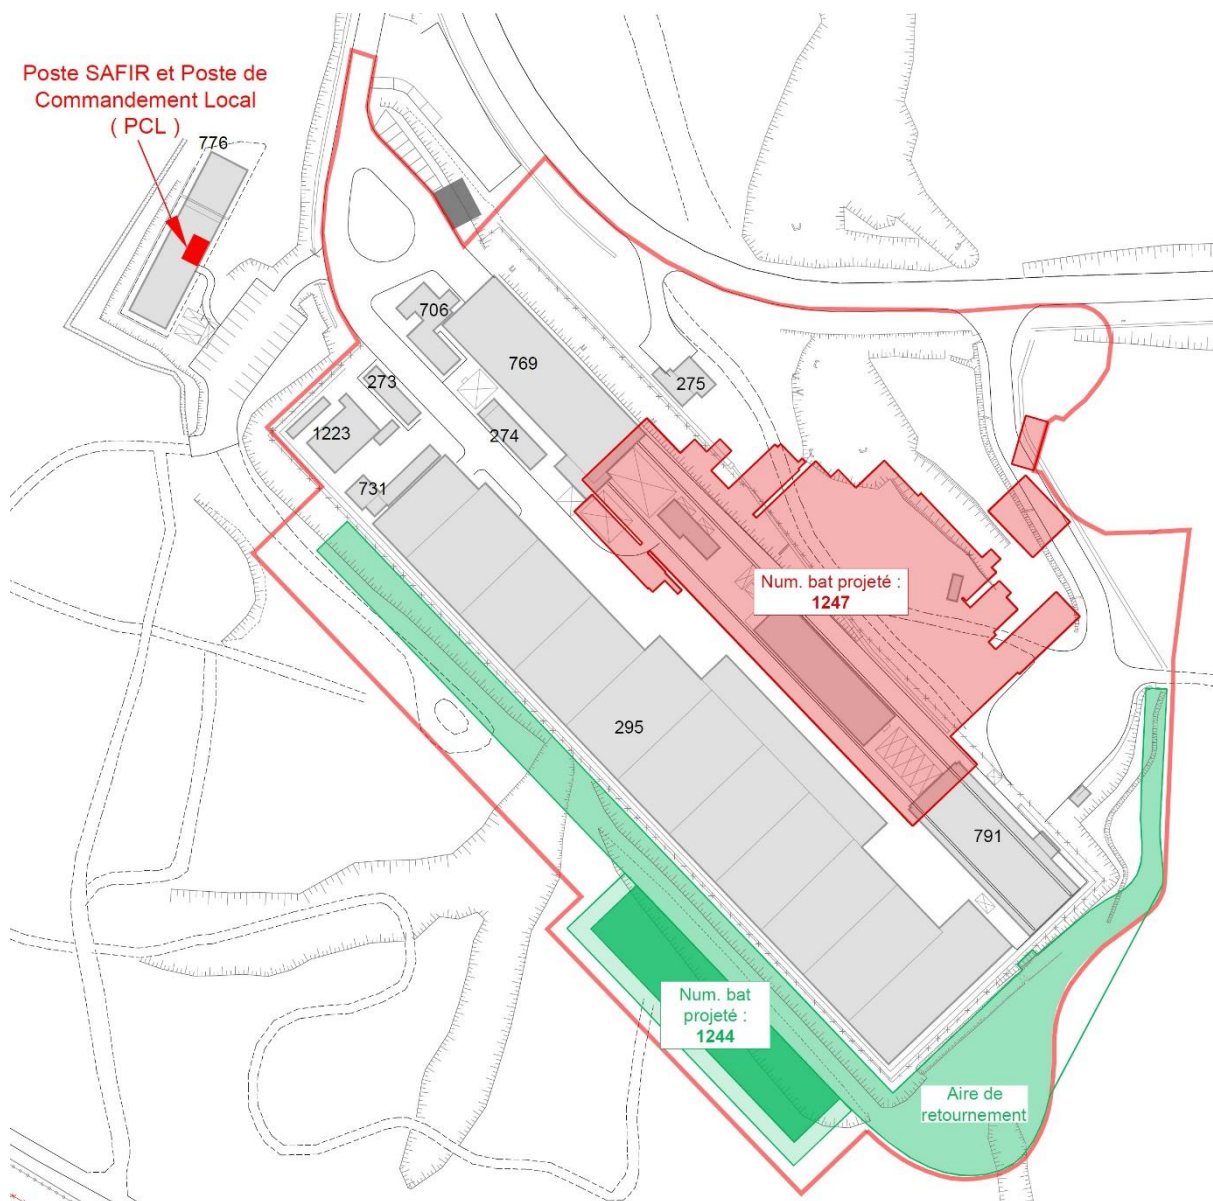 Poste SAFIR et Poste de
Commandement Local
( PCL )
776
706
769
275
273
274
1223
731
Num. bat projeté :
1247
295
791
Num. bat
projeté :
1244
Aire de
retournement